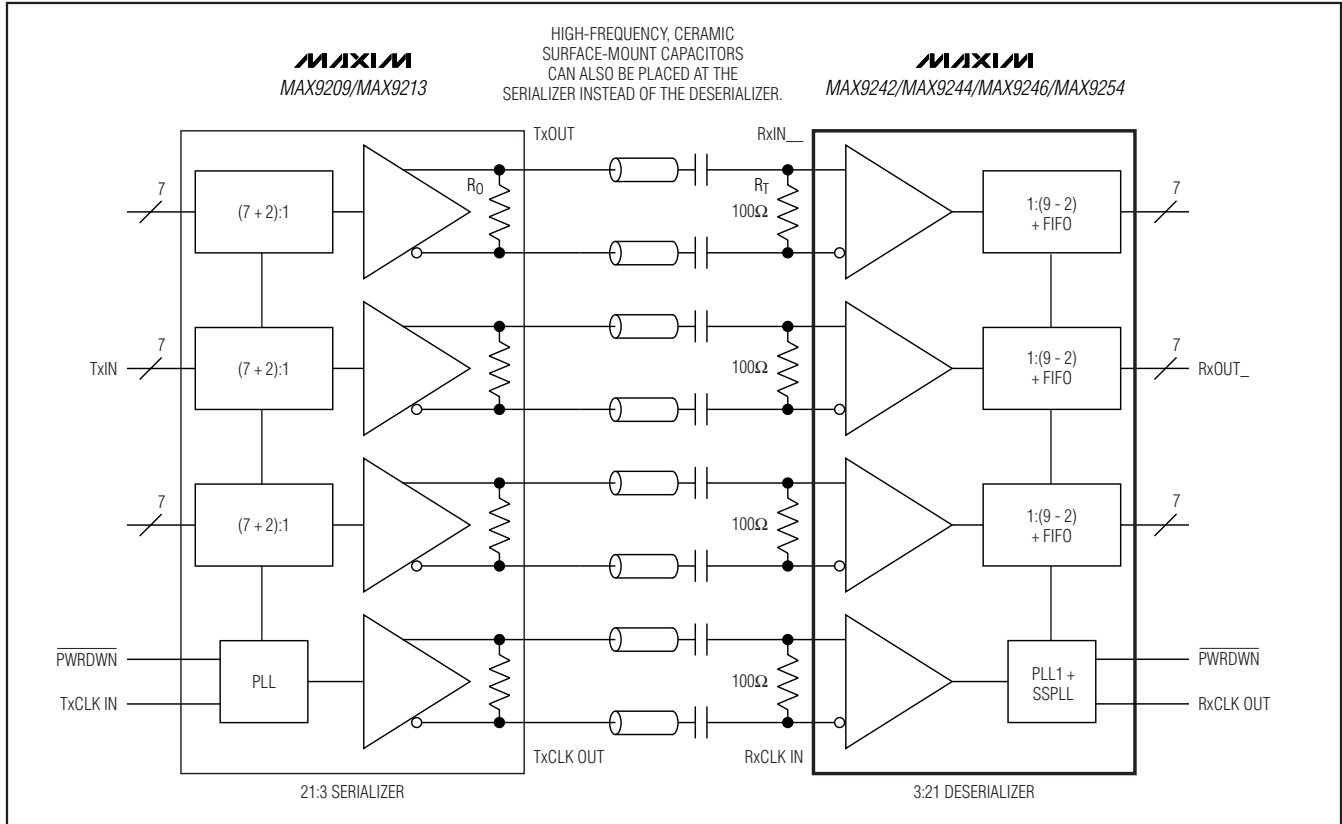 HIGH-FREQUENCY, CERAMIC
SURFACE-MOUNT CAPACITORS
CAN ALSO BE PLACED AT THE
SERIALIZER INSTEAD OF THE DESERIALIZER.
MAXIM
MAX9209/MAX9213
MAXIM
MAX9242/MAX9244/MAX9246/MAX9254
TxOUT
RxIN__
7
(7 + 2):1
RO
RT
100Ω
1:(9 - 2)
+ FIFO
7
TxIN
7
(7 + 2):1
100Ω
1:(9 - 2)
+ FIFO
7
RxOUT_
7
(7 + 2):1
100Ω
1:(9 - 2)
+ FIFO
7
PWRDWN
TxCLK IN
PLL
100Ω
PLL1 +
SSPLL
PWRDWN
RxCLK OUT
TxCLK OUT
RxCLK IN
21:3 SERIALIZER
3:21 DESERIALIZER